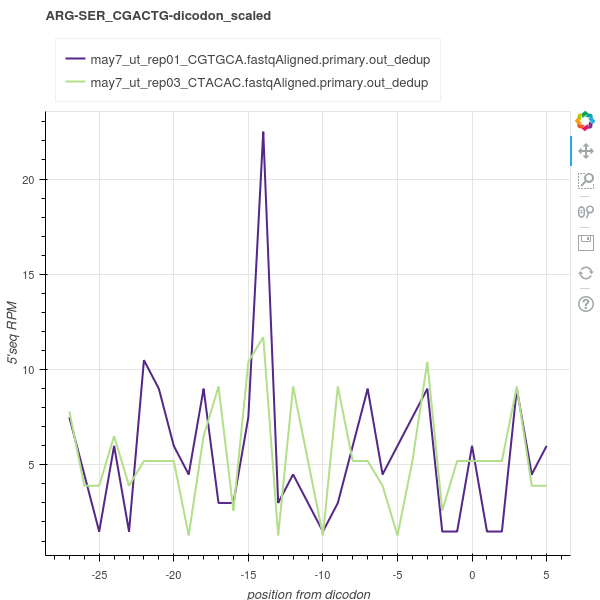 ARG-SER_CGACTG-dicodon_scaled
may7_ut_rep01_CGTGCA.fastqAligned.primary.out_dedup
may7_ut_rep03_CTACAC.fastqAligned.primary.out_dedup
5'seq RPM
20
15
10
5
-25 -20 -15 -10 -5 0 5
position from dicodon